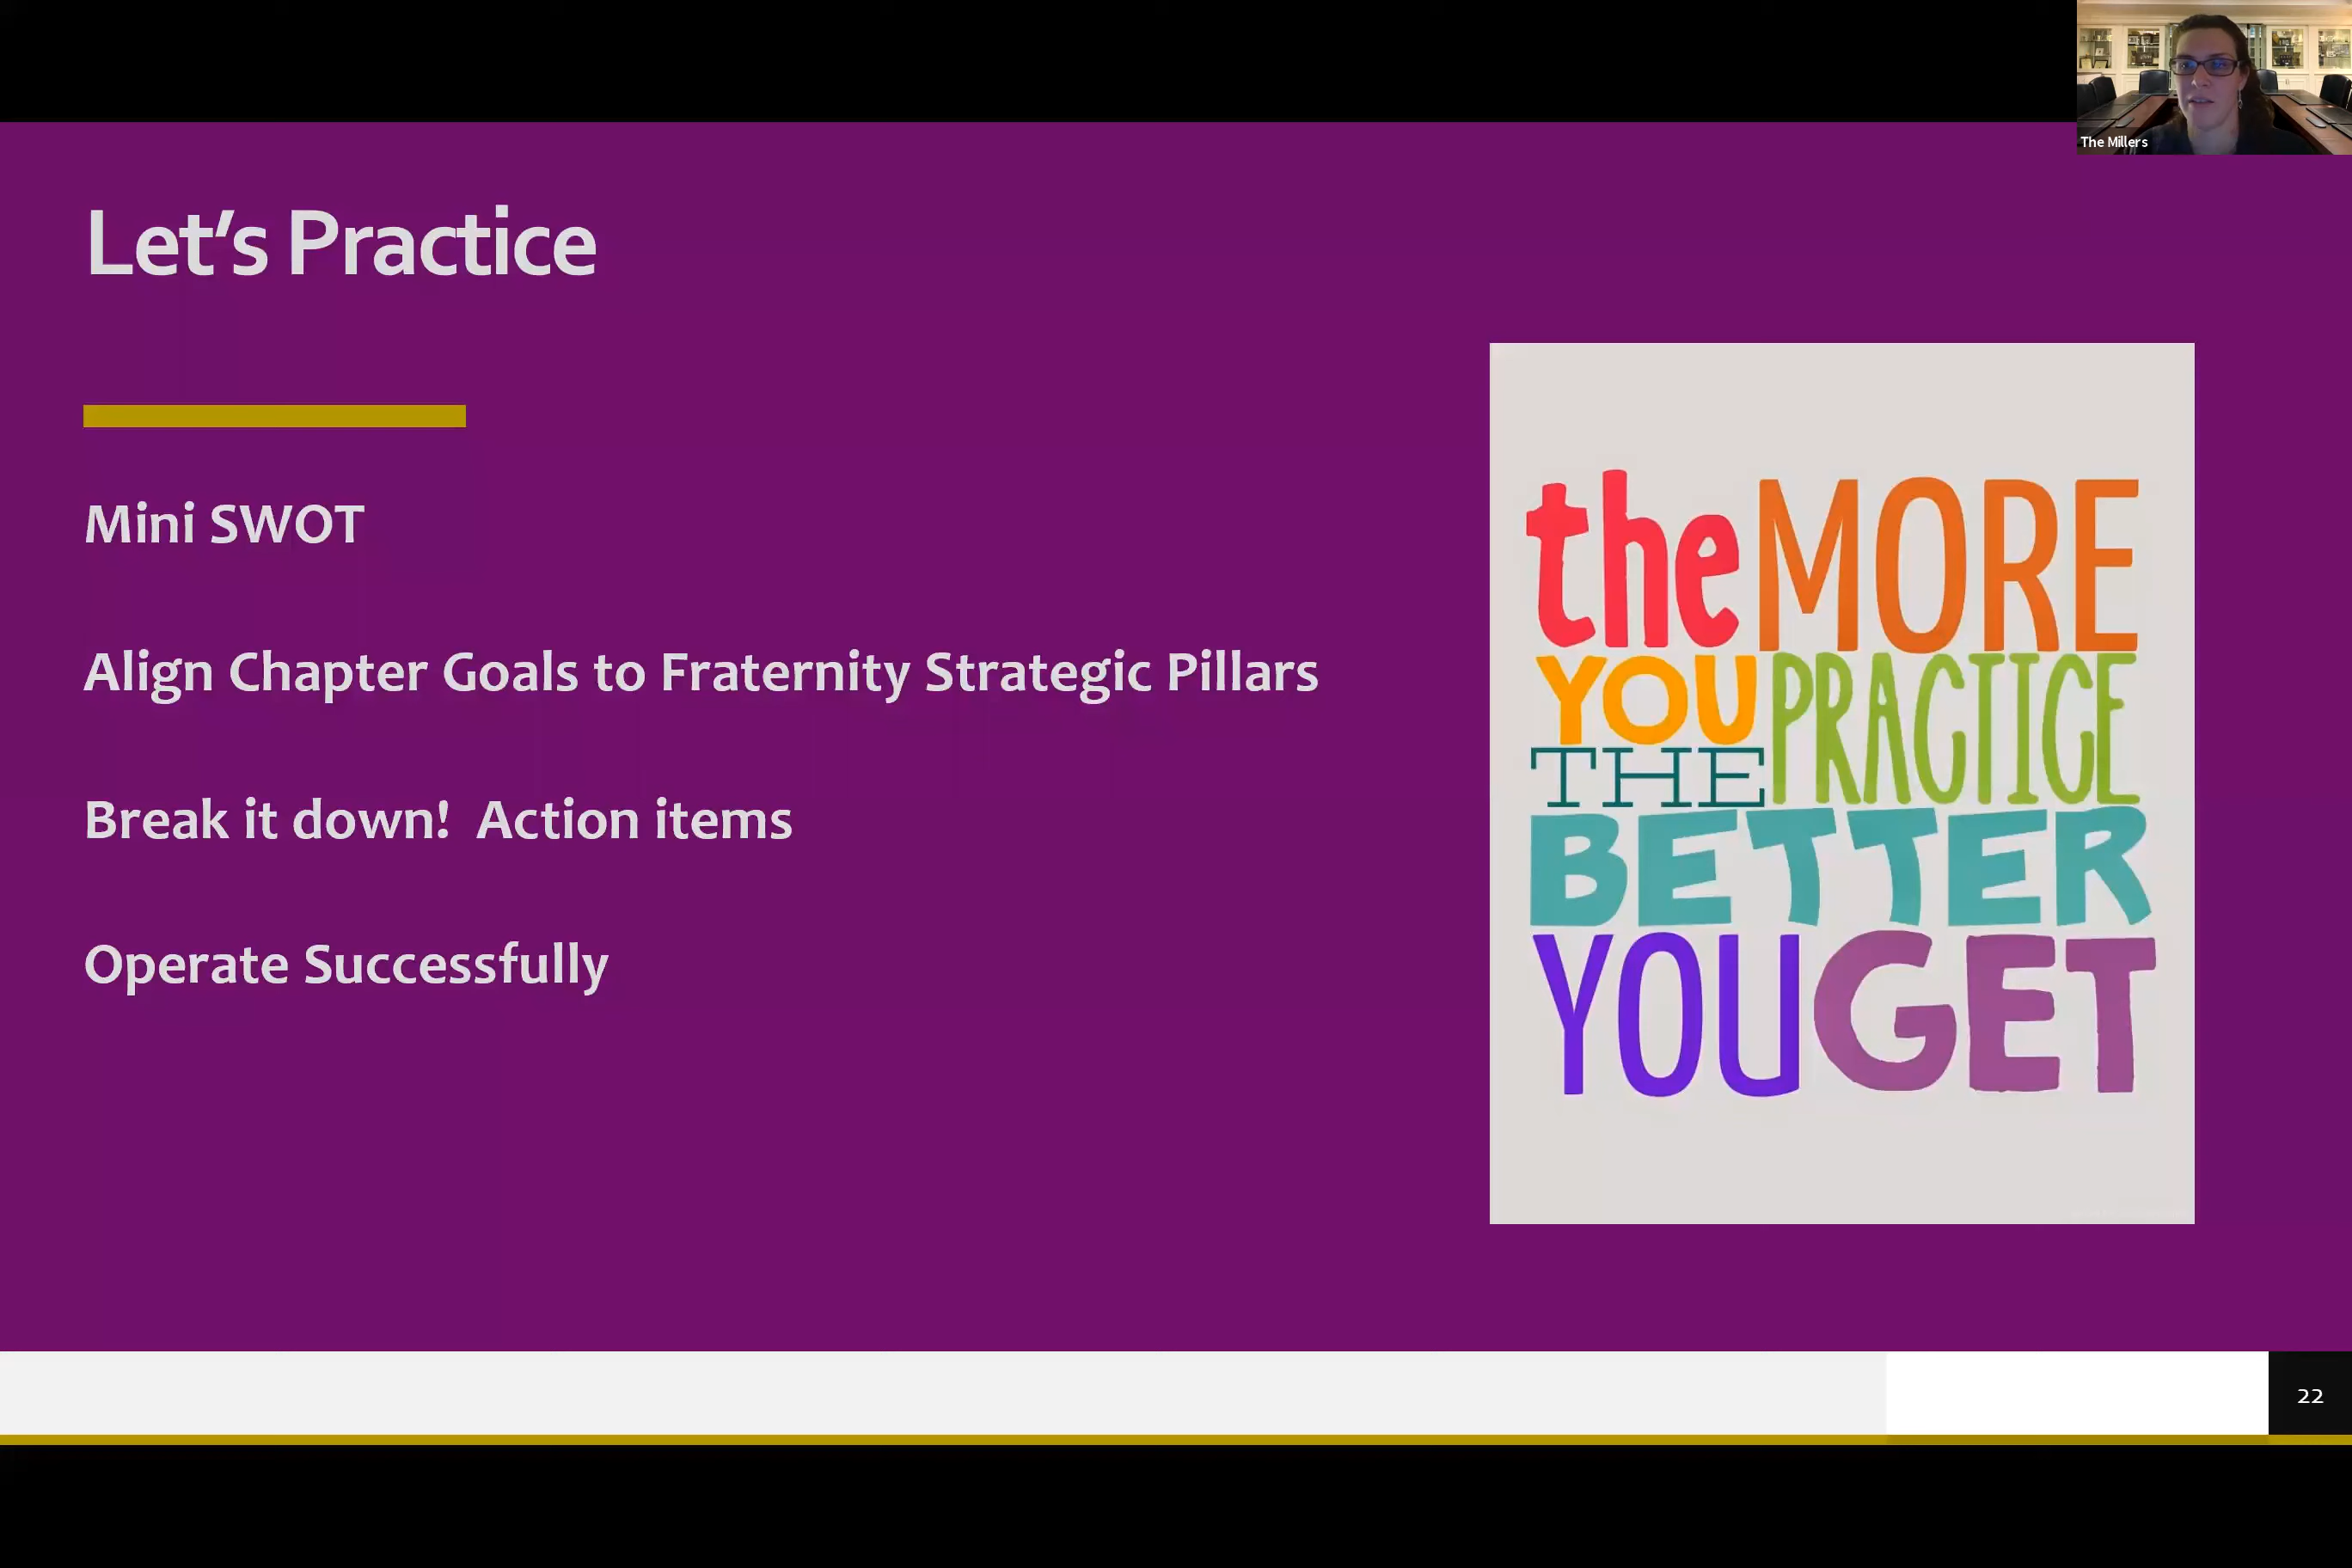 The Millers
Let’s Practice
Mini SWOT
Align Chapter Goals to Fraternity Strategic Pillars
Break it down!  Action items
Operate Successfully
the MORE
YOU PRACTICE
THE
BETTER
YOU GET
22